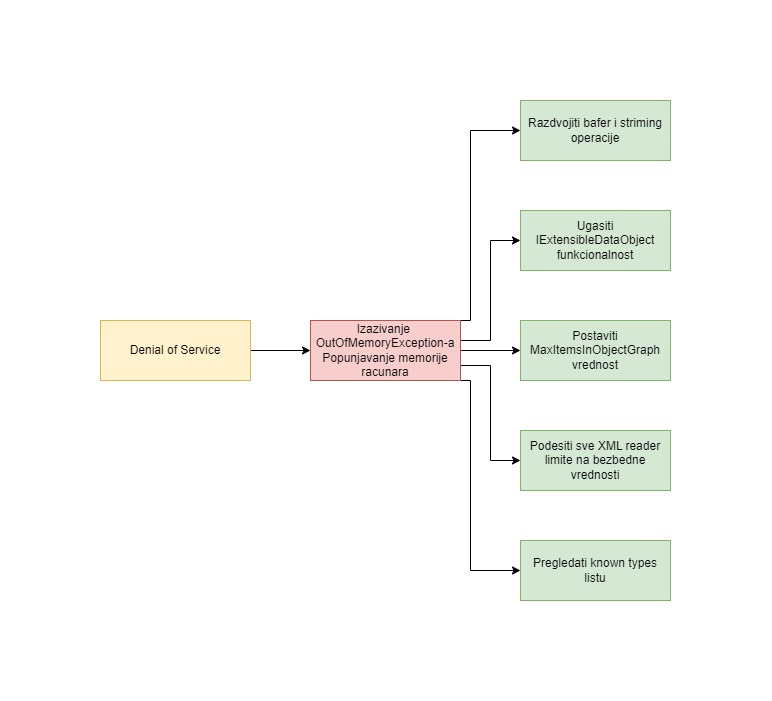 Razdvojiti bafer i striming
operacije
Ugasiti
IExtensibleDataObject
funkcionalnost
Denial of Service
Izazivanje
OutOfMemoryException-a
Popunjavanje memorije
racunara
Postaviti
MaxItemsInObjectGraph
vrednost
Podesiti sve XML reader
limite na bezbedne
vrednosti
Pregledati known types
listu